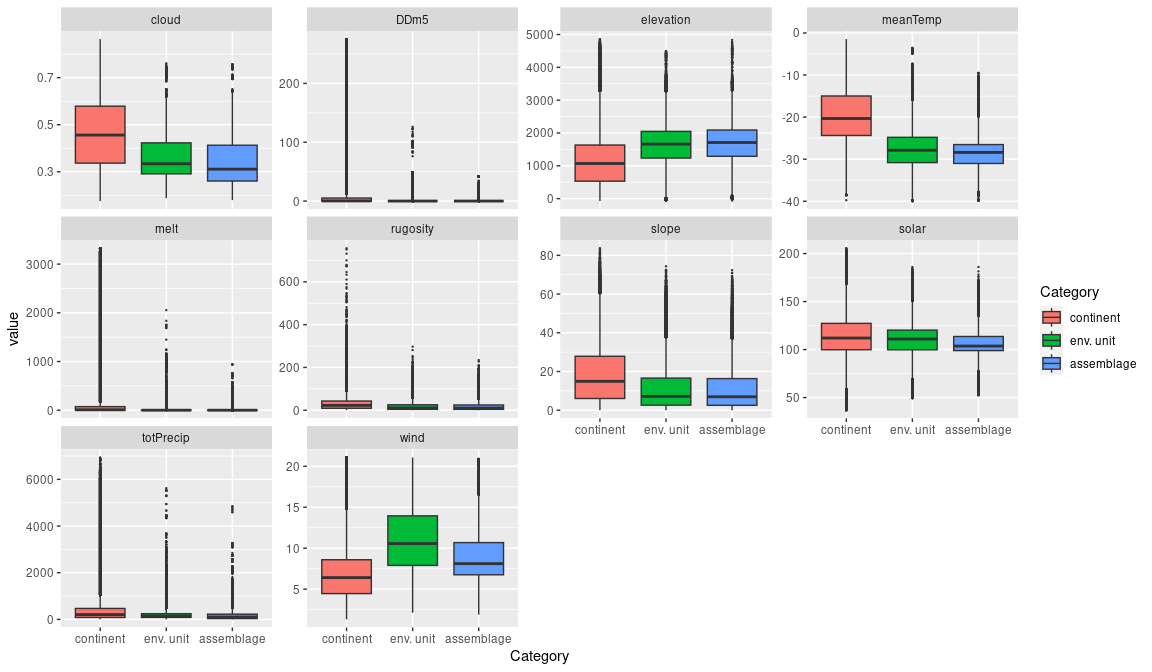 cloud
DDm5
elevation
meanTemp
0.7
0.5
0.3
200
100
0
5000
4000
3000
2000
1000
0
0
-10
-20
-30
-40
melt
rugosity
slope
solar
3000
2000
1000
0
600
400
200
0
80
60
40
20
0
200
150
100
50
continent env. unit assemblage
continent env. unit assemblage
totPrecip
wind
6000
4000
2000
0
20
15
10
5
continent env. unit assemblage
continent env. unit assemblage
value
Category
Category
continent
env. unit
assemblage